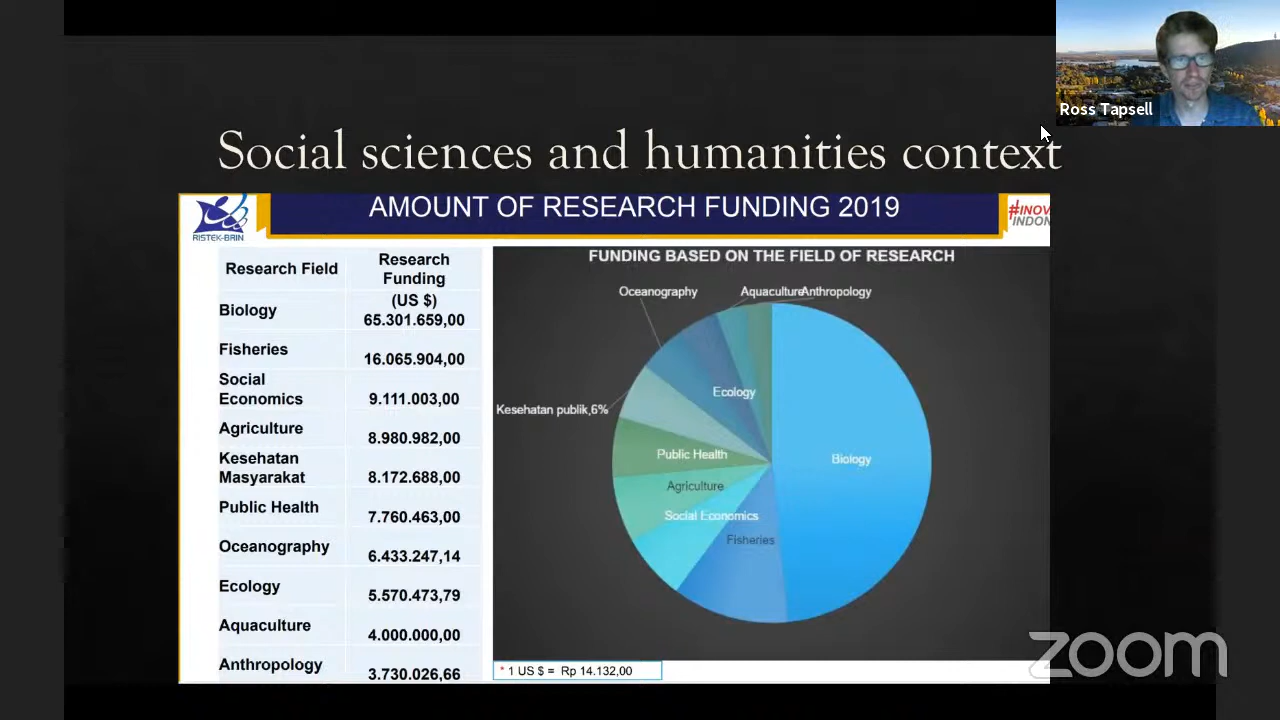 Ross Tapsell
Social sciences and humanities context
RISTEK-BRIN
AMOUNT OF RESEARCH FUNDING 2019
#INOV
INDON
Research Field
Research
Funding
(US $)
Biology
65.301.659,00
Fisheries
16.065.904,00
Social
Economics
9.111.003,00
Agriculture
8.980.982,00
Kesehatan
Masyarakat
8.172.688,00
Public Health
7.760.463,00
Oceanography
6.433.247,14
Ecology
5.570.473,79
Aquaculture
4.000.000,00
Anthropology
3.730.026,66
FUNDING BASED ON THE FIELD OF RESEARCH
Oceanography
Aquaculture
Anthropology
Ecology
Kesehatan publik,6%
Public Health
Biology
Agriculture
Social Economics
Fisheries
* 1 US $ = Rp 14.132,00
zoom